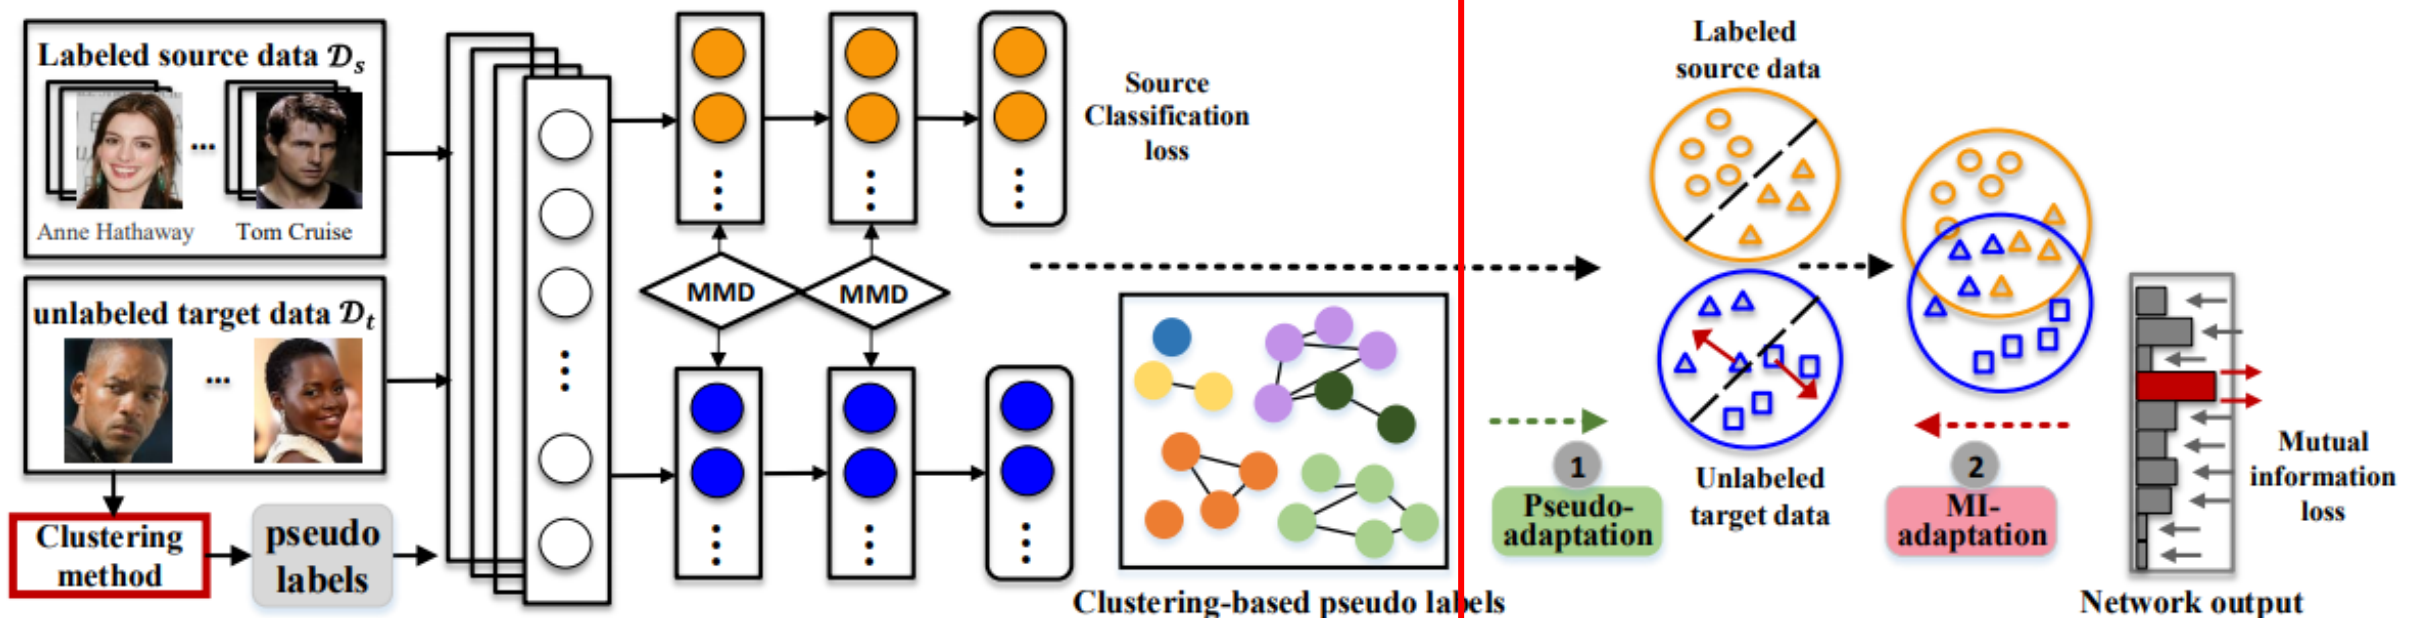 Labeled source data 𝒟ₛ
...
Anne Hathaway
Tom Cruise
unlabeled target data 𝒟ₜ
...
Clustering
method
pseudo
labels
MMD
MMD
Source
Classification
loss
Clustering-based pseudo labels
Labeled
source data
Unlabeled
target data
1
Pseudo-
adaptation
2
MI-
adaptation
Mutual
information
loss
Network output